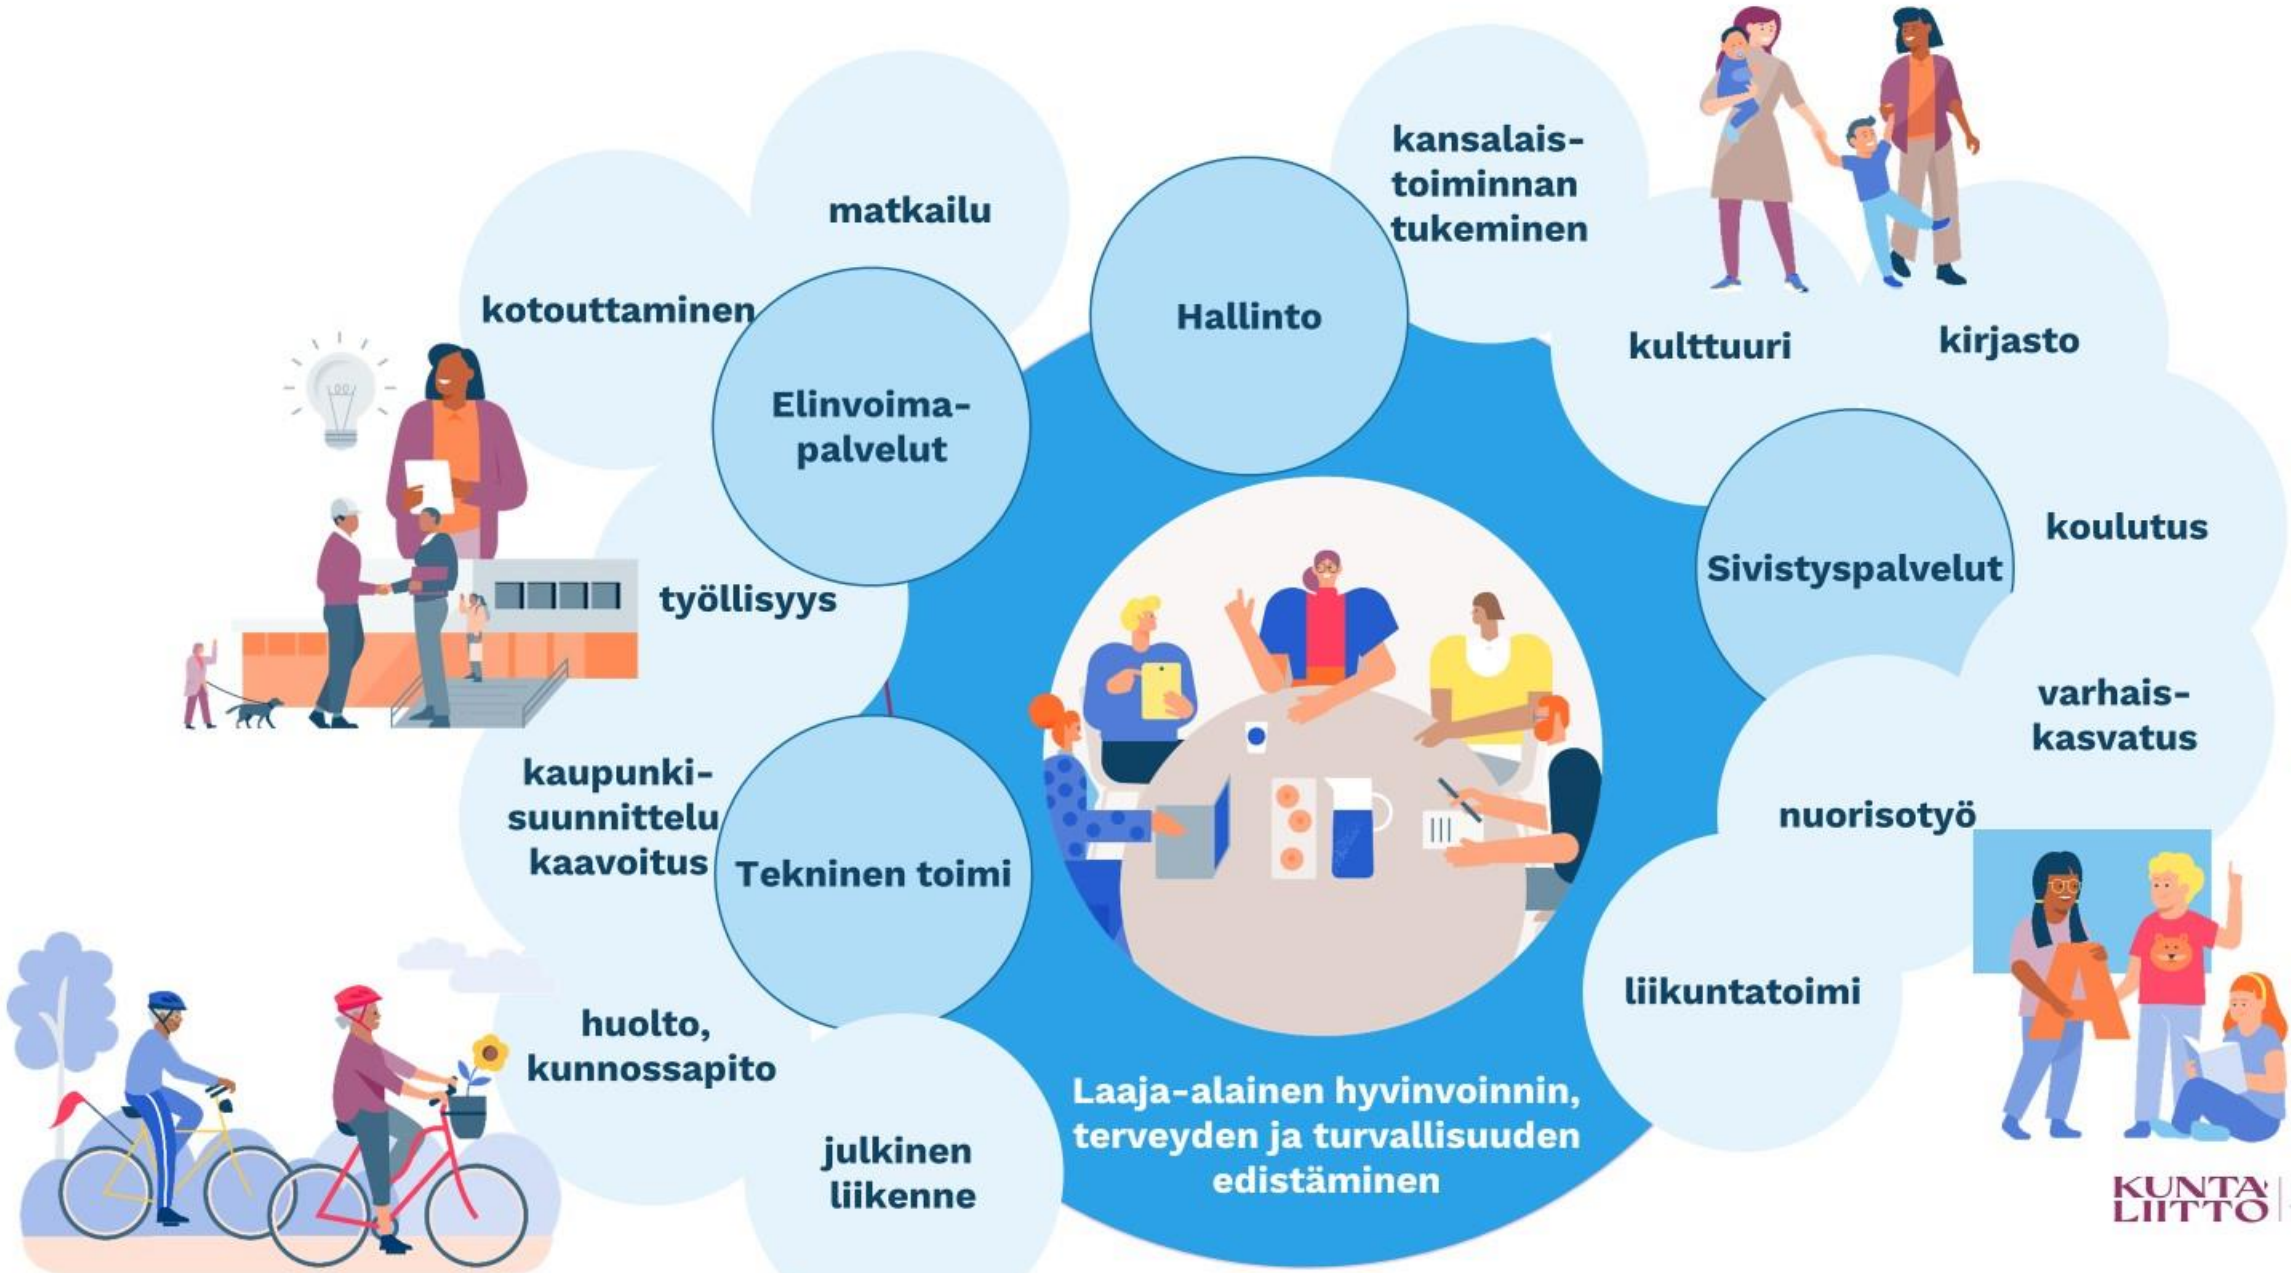 matkailu
kotouttaminen
Elinvoima-
palvelut
työllisyys
kaupunki-
suunnittelu
kaavoitus
Tekninen toimi
huolto,
kunnossapito
julkinen
liikenne
Hallinto
kansalais-
toiminnan
tukeminen
kulttuuri
kirjasto
Sivistyspalvelut
koulutus
varhais-
kasvatus
nuorisotyö
liikuntatoimi
A
Laaja-alainen hyvinvoinnin,
terveyden ja turvallisuuden
edistäminen
KUNTA
LIITTO